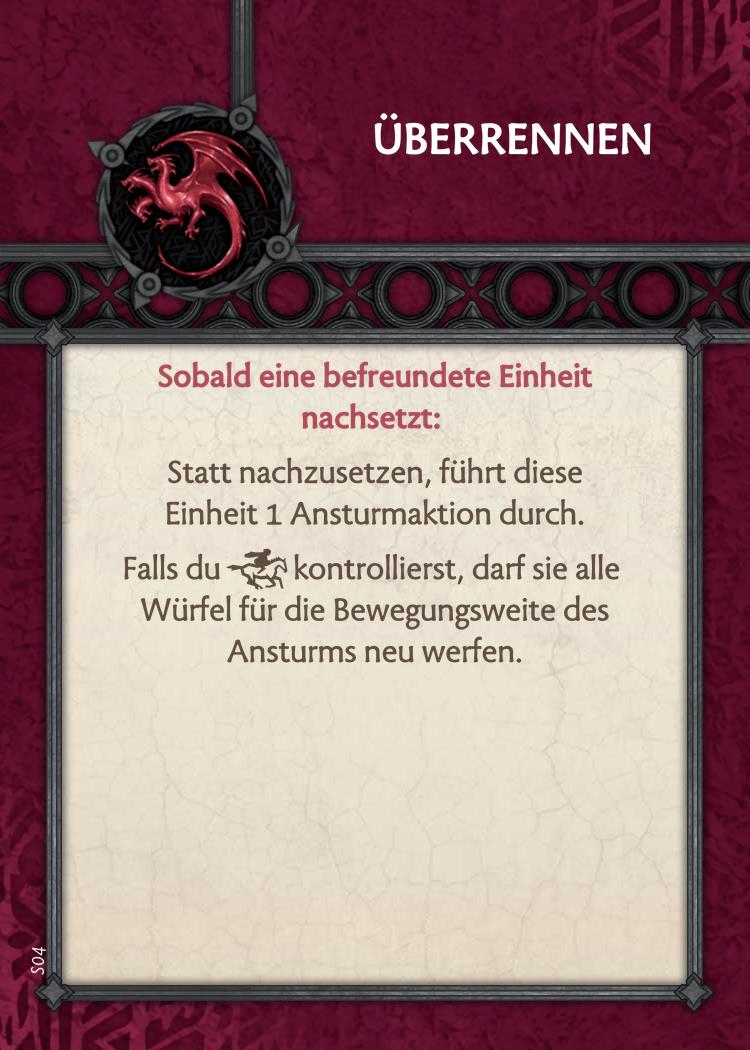 ÜBERRENNEN
Sobald eine befreundete Einheit
nachsetzt:
Statt nachzusetzen, führt diese
Einheit 1 Ansturmaktion durch.
Falls du kontrollierst, darf sie alle
Würfel für die Bewegungsweite des
Ansturms neu werfen.
S04